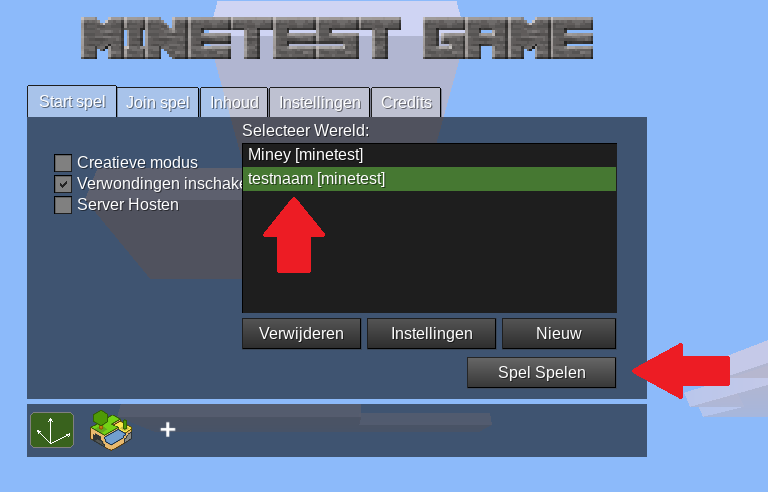 MINETEST GAME
Start spel
Join spel
Inhoud
Instellingen
Credits
Selecteer Wereld:
Creatieve modus
Verwondingen inschake
Server Hosten
Miney [minetest]
testnaam [minetest]
Verwijderen
Instellingen
Nieuw
Spel Spelen